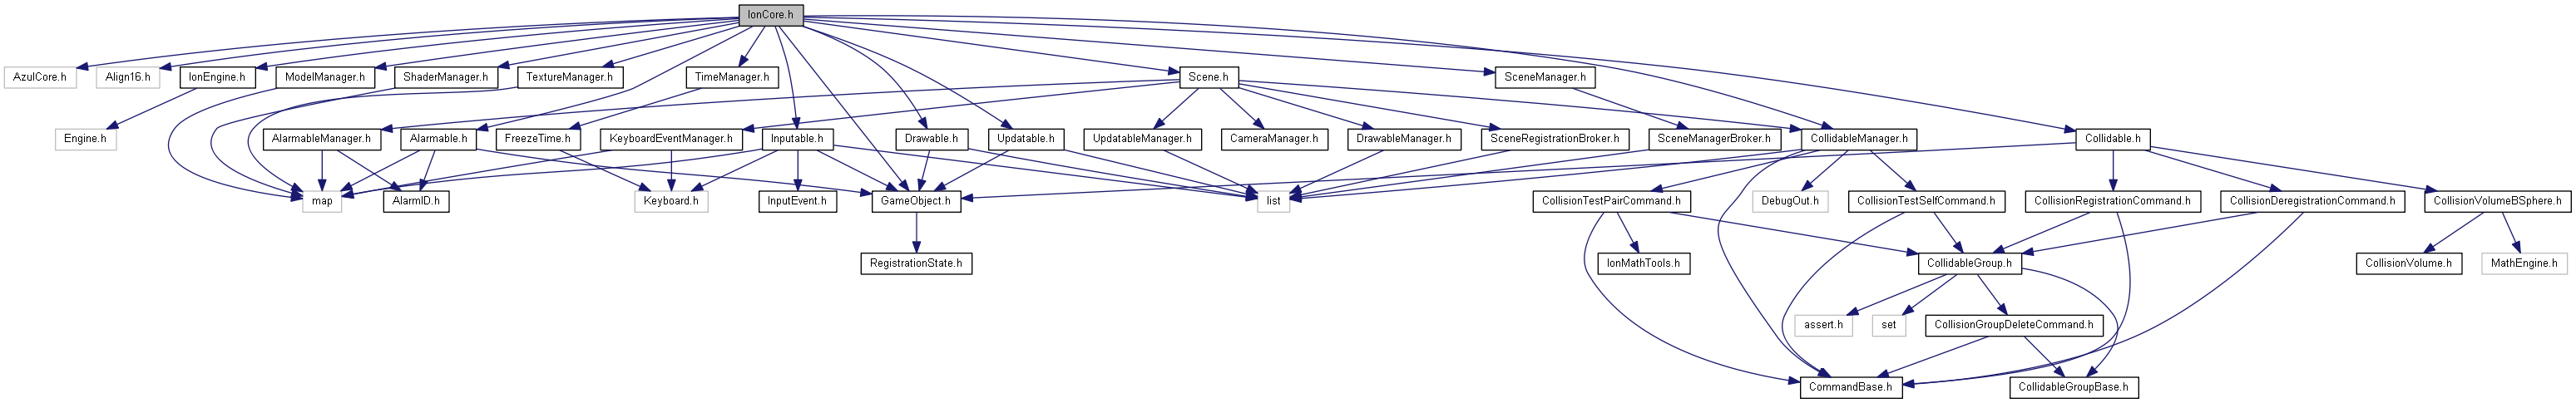 IonCore.h
AzulCore.h
Align16.h
IonEngine.h
ModelManager.h
ShaderManager.h
TextureManager.h
TimeManager.h
Scene.h
SceneManager.h
Engine.h
AlarmableManager.h
Alarmable.h
FreezeTime.h
KeyboardEventManager.h
Inputable.h
Drawable.h
Updatable.h
UpdatableManager.h
CameraManager.h
DrawableManager.h
SceneRegistrationBroker.h
SceneManagerBroker.h
CollidableManager.h
Collidable.h
map
AlarmID.h
Keyboard.h
InputEvent.h
GameObject.h
list
CollisionTestPairCommand.h
DebugOut.h
CollisionTestSelfCommand.h
CollisionRegistrationCommand.h
CollisionDeregistrationCommand.h
CollisionVolumeBSphere.h
RegistrationState.h
IonMathTools.h
CollidableGroup.h
CollisionVolume.h
MathEngine.h
assert.h
set
CollisionGroupDeleteCommand.h
CommandBase.h
CollidableGroupBase.h